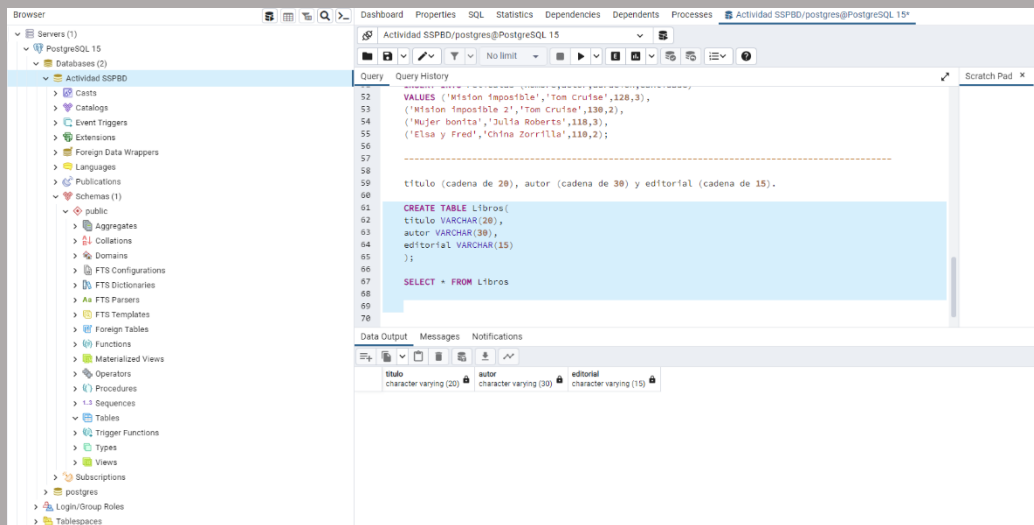 Browser
Dashboard Properties SQL Statistics Dependencies Dependents Processes Actividad SSPBD/postgres@PostgreSQL 15*
Servers (1)
PostgreSQL 15
Databases (2)
Actividad SSPBD
Casts
Catalogs
Event Triggers
Extensions
Foreign Data Wrappers
Languages
Publications
Schemas (1)
public
Aggregates
Collations
Domains
FTS Configurations
FTS Dictionaries
FTS Parsers
FTS Templates
Foreign Tables
Functions
Materialized Views
Operators
Procedures
1..3 Sequences
Tables
Trigger Functions
Types
Views
Subscriptions
postgres
Login/Group Roles
Tablespaces
Actividad SSPBD/postgres@PostgreSQL 15
No limit
Query Query History
Scratch Pad ×
52 VALUES ('Mision imposible','Tom Cruise',128,3),
53 ('Mision imposible 2','Tom Cruise',130,2),
54 ('Mujer bonita','Julia Roberts',118,3),
55 ('Elsa y Fred','China Zorrilla',110,2);
56
57 ------------------------------------------------------------------------------------------------
58
59 titulo (cadena de 20), autor (cadena de 30) y editorial (cadena de 15).
60
61 CREATE TABLE Libros(
62 titulo VARCHAR(20),
63 autor VARCHAR(30),
64 editorial VARCHAR(15)
65 );
66
67 SELECT * FROM Libros
68
69
70
Data Output Messages Notifications
titulo autor editorial
character varying (20) character varying (30) character varying (15)